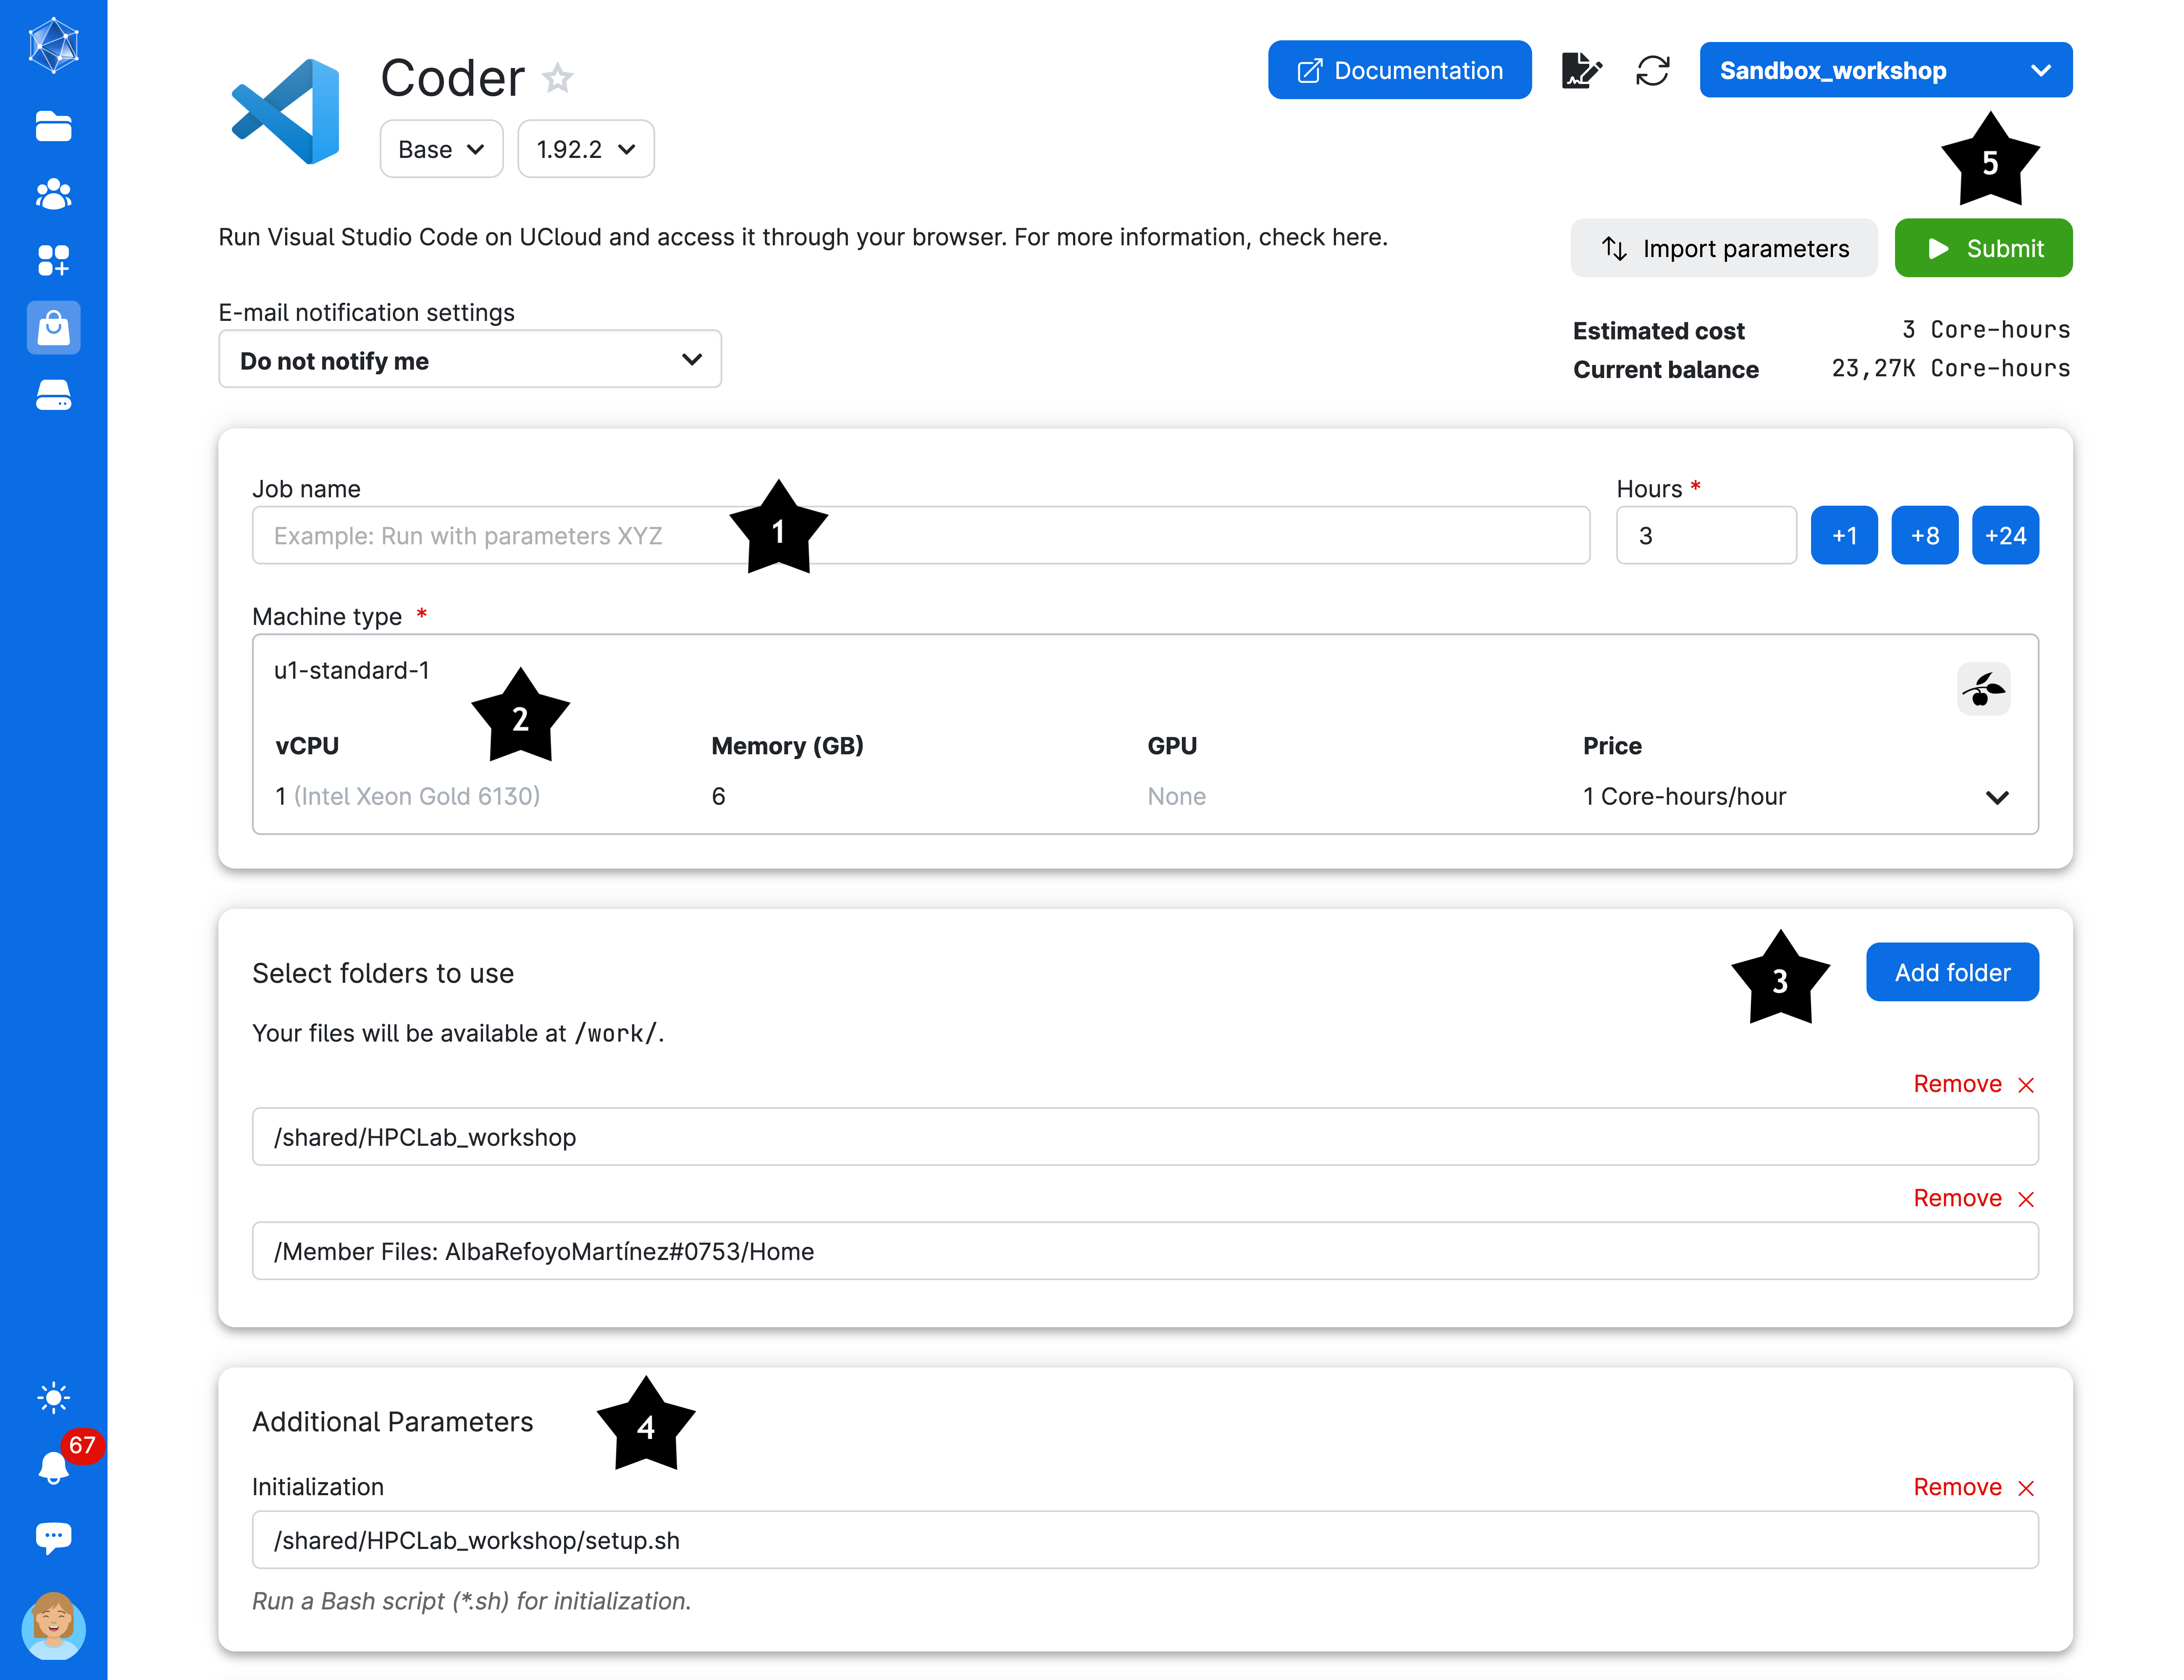 Coder
Documentation
Sandbox_workshop
Base
1.92.2
5
Run Visual Studio Code on UCloud and access it through your browser. For more information, check here.
Import parameters
Submit
E-mail notification settings
Do not notify me
Estimated cost 3 Core-hours
Current balance 23,27K Core-hours
Job name
Hours *
Example: Run with parameters XYZ
1
3
+1
+8
+24
Machine type *
u1-standard-1
2
vCPU Memory (GB) GPU Price
1 (Intel Xeon Gold 6130) 6 None 1 Core-hours/hour
Select folders to use
3
Add folder
Your files will be available at /work/.
Remove
/shared/HPCLab_workshop
Remove
/Member Files: AlbaRefoyoMartínez#0753/Home
Additional Parameters
4
67
Initialization
Remove
/shared/HPCLab_workshop/setup.sh
Run a Bash script (*.sh) for initialization.